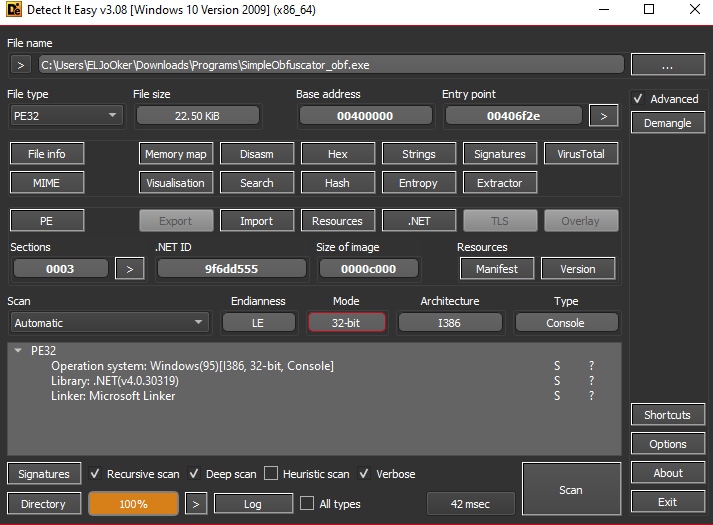 Detect It Easy v3.08 [Windows 10 Version 2009] (x86_64)
File name
> C:\Users\ELJoOker\Downloads\Programs\SimpleObfuscator_obf.exe ...
File type File size Base address Entry point Advanced
PE32 22.50 KiB 00400000 00406f2e > Demangle
File info Memory map Disasm Hex Strings Signatures VirusTotal
MIME Visualisation Search Hash Entropy Extractor
PE Export Import Resources .NET TLS Overlay
Sections .NET ID Size of image Resources
0003 > 9f6dd555 0000c000 Manifest Version
Scan Endianness Mode Architecture Type
Automatic LE 32-bit I386 Console
PE32
Operation system: Windows(95)[I386, 32-bit, Console] S ?
Library: .NET(v4.0.30319) S ?
Linker: Microsoft Linker S ?
Shortcuts
Options
Signatures Recursive scan Deep scan Heuristic scan Verbose Scan About
Directory 100% > Log All types 42 msec Exit